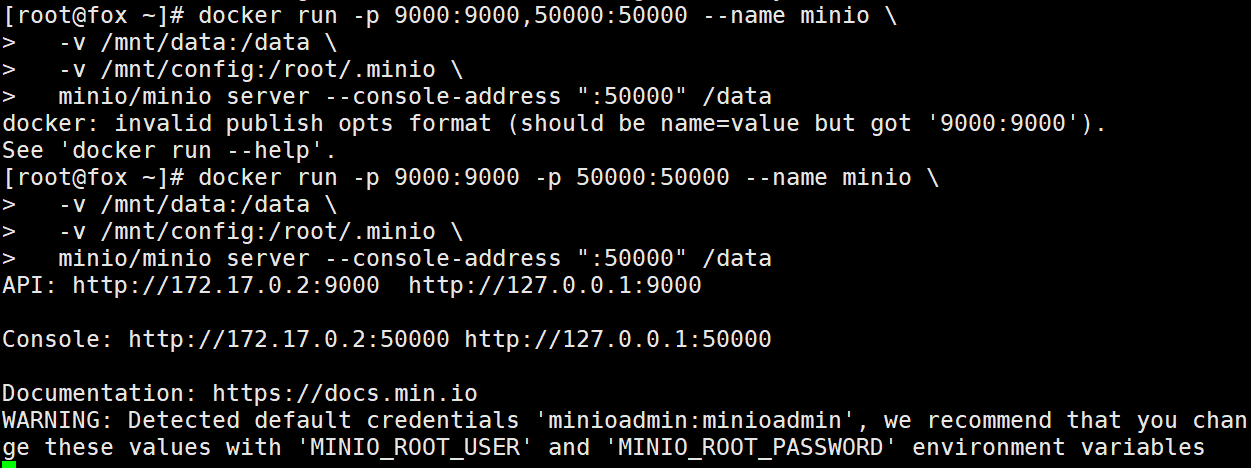 [root@fox ~]# docker run -p 9000:9000,50000:50000 --name minio \
>   -v /mnt/data:/data \
>   -v /mnt/config:/root/.minio \
>   minio/minio server --console-address ":50000" /data
docker: invalid publish opts format (should be name=value but got '9000:9000').
See 'docker run --help'.
[root@fox ~]# docker run -p 9000:9000 -p 50000:50000 --name minio \
>   -v /mnt/data:/data \
>   -v /mnt/config:/root/.minio \
>   minio/minio server --console-address ":50000" /data
API: http://172.17.0.2:9000  http://127.0.0.1:9000
Console: http://172.17.0.2:50000 http://127.0.0.1:50000
Documentation: https://docs.min.io
WARNING: Detected default credentials 'minioadmin:minioadmin', we recommend that you chan
ge these values with 'MINIO_ROOT_USER' and 'MINIO_ROOT_PASSWORD' environment variables